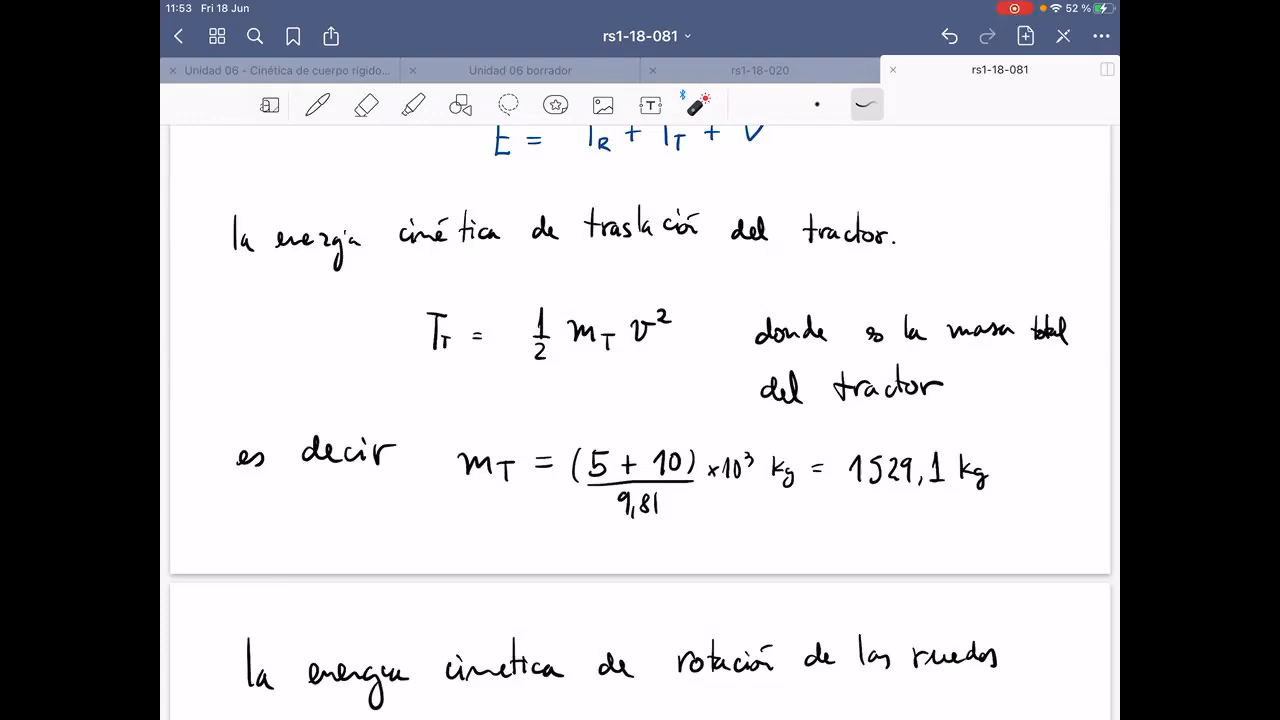 11:53 Fri 18 Jun 52 %
rs1-18-081
Unidad 06 - Cinética de cuerpo rígido... Unidad 06 borrador rs1-18-020 rs1-18-081
E = T_R + T_T + V
la energía cinética de traslación del tractor.
T_T = 1/2 m_T v² donde es la masa total
del tractor
es decir m_T = (5 + 10)/9,81 ×10³ kg = 1529,1 kg
la energía cinética de rotación de las ruedas